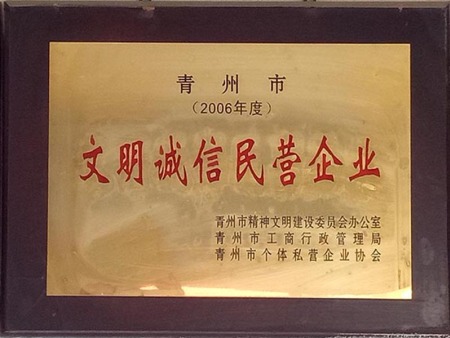 青州市
（2006年度）
文明诚信民营企业
青州市精神文明建设委员会办公室
青州市工商行政管理局
青州市个体私营企业协会